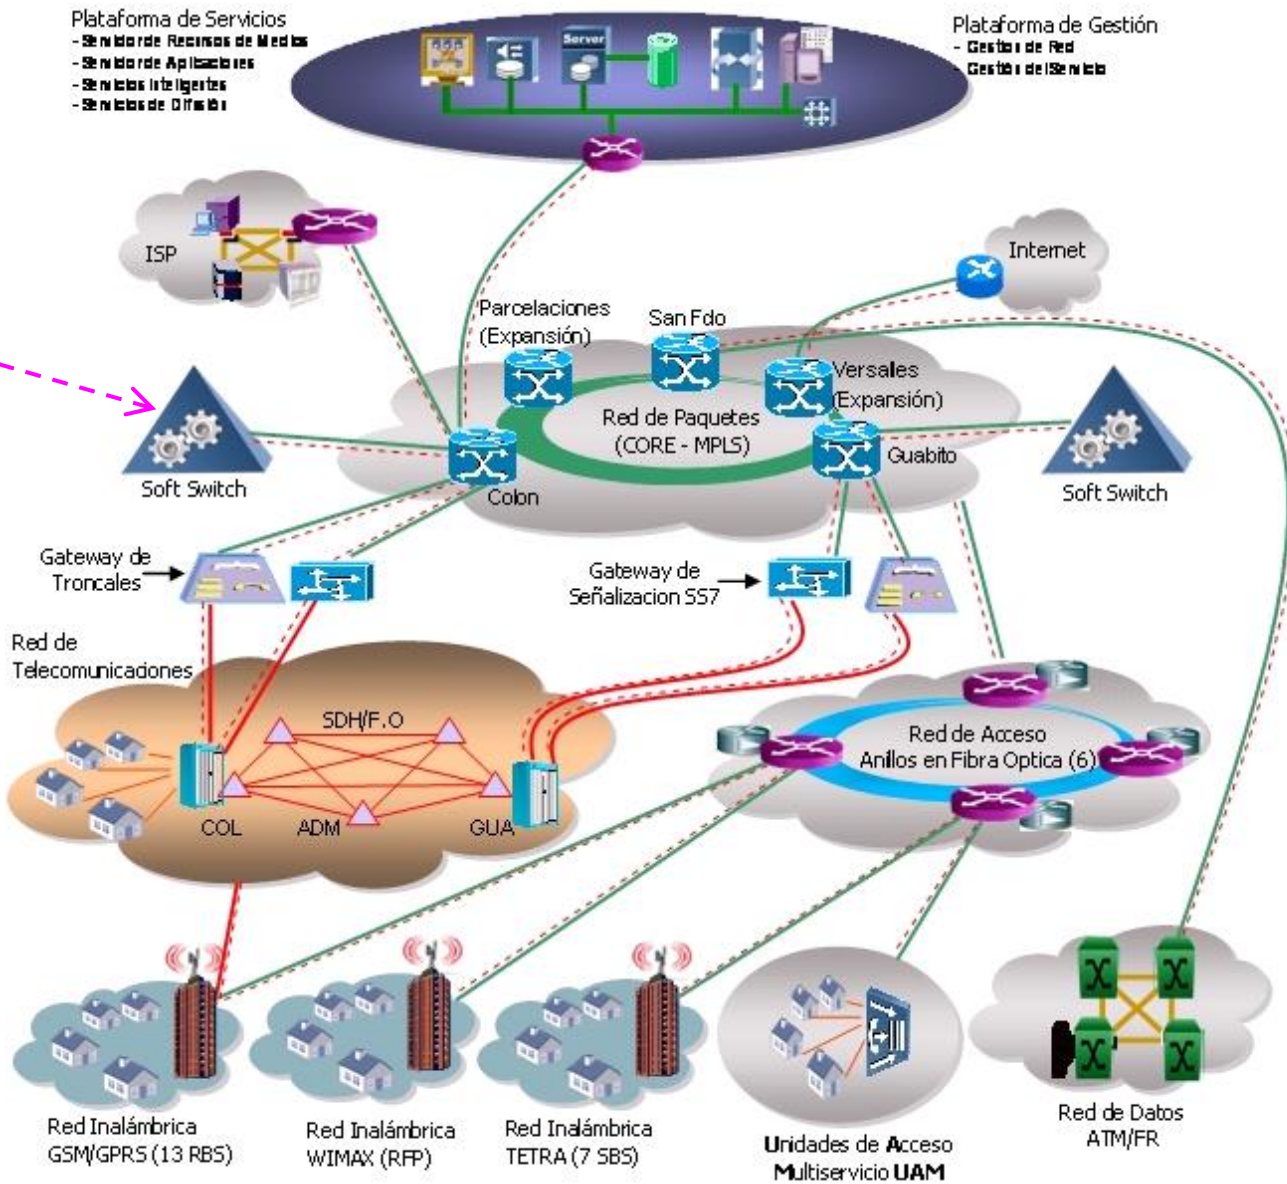 Plataforma de Servicios
- Servidor de Recursos de Medios
- Servidor de Aplicaciones
- Servicios Inteligentes
- Servicios de Difusión
Plataforma de Gestión
- Gestión de Red
- Gestión del Servicio
Server
ISP
Internet
Parcelaciones
(Expansión)
San Fdo
Versalles
(Expansión)
Red de Paquetes
(CORE - MPLS)
Guabito
Colon
Soft Switch
Soft Switch
Gateway de
Troncales
Gateway de
Señalizacion SS7
Red de
Telecomunicaciones
SDH/F.O
COL
ADM
GUA
Red de Acceso
Anillos en Fibra Optica (6)
Red Inalámbrica
GSM/GPRS (13 RBS)
Red Inalámbrica
WIMAX (RFP)
Red Inalámbrica
TETRA (7 SBS)
Unidades de Acceso
Multiservicio UAM
Red de Datos
ATM/FR